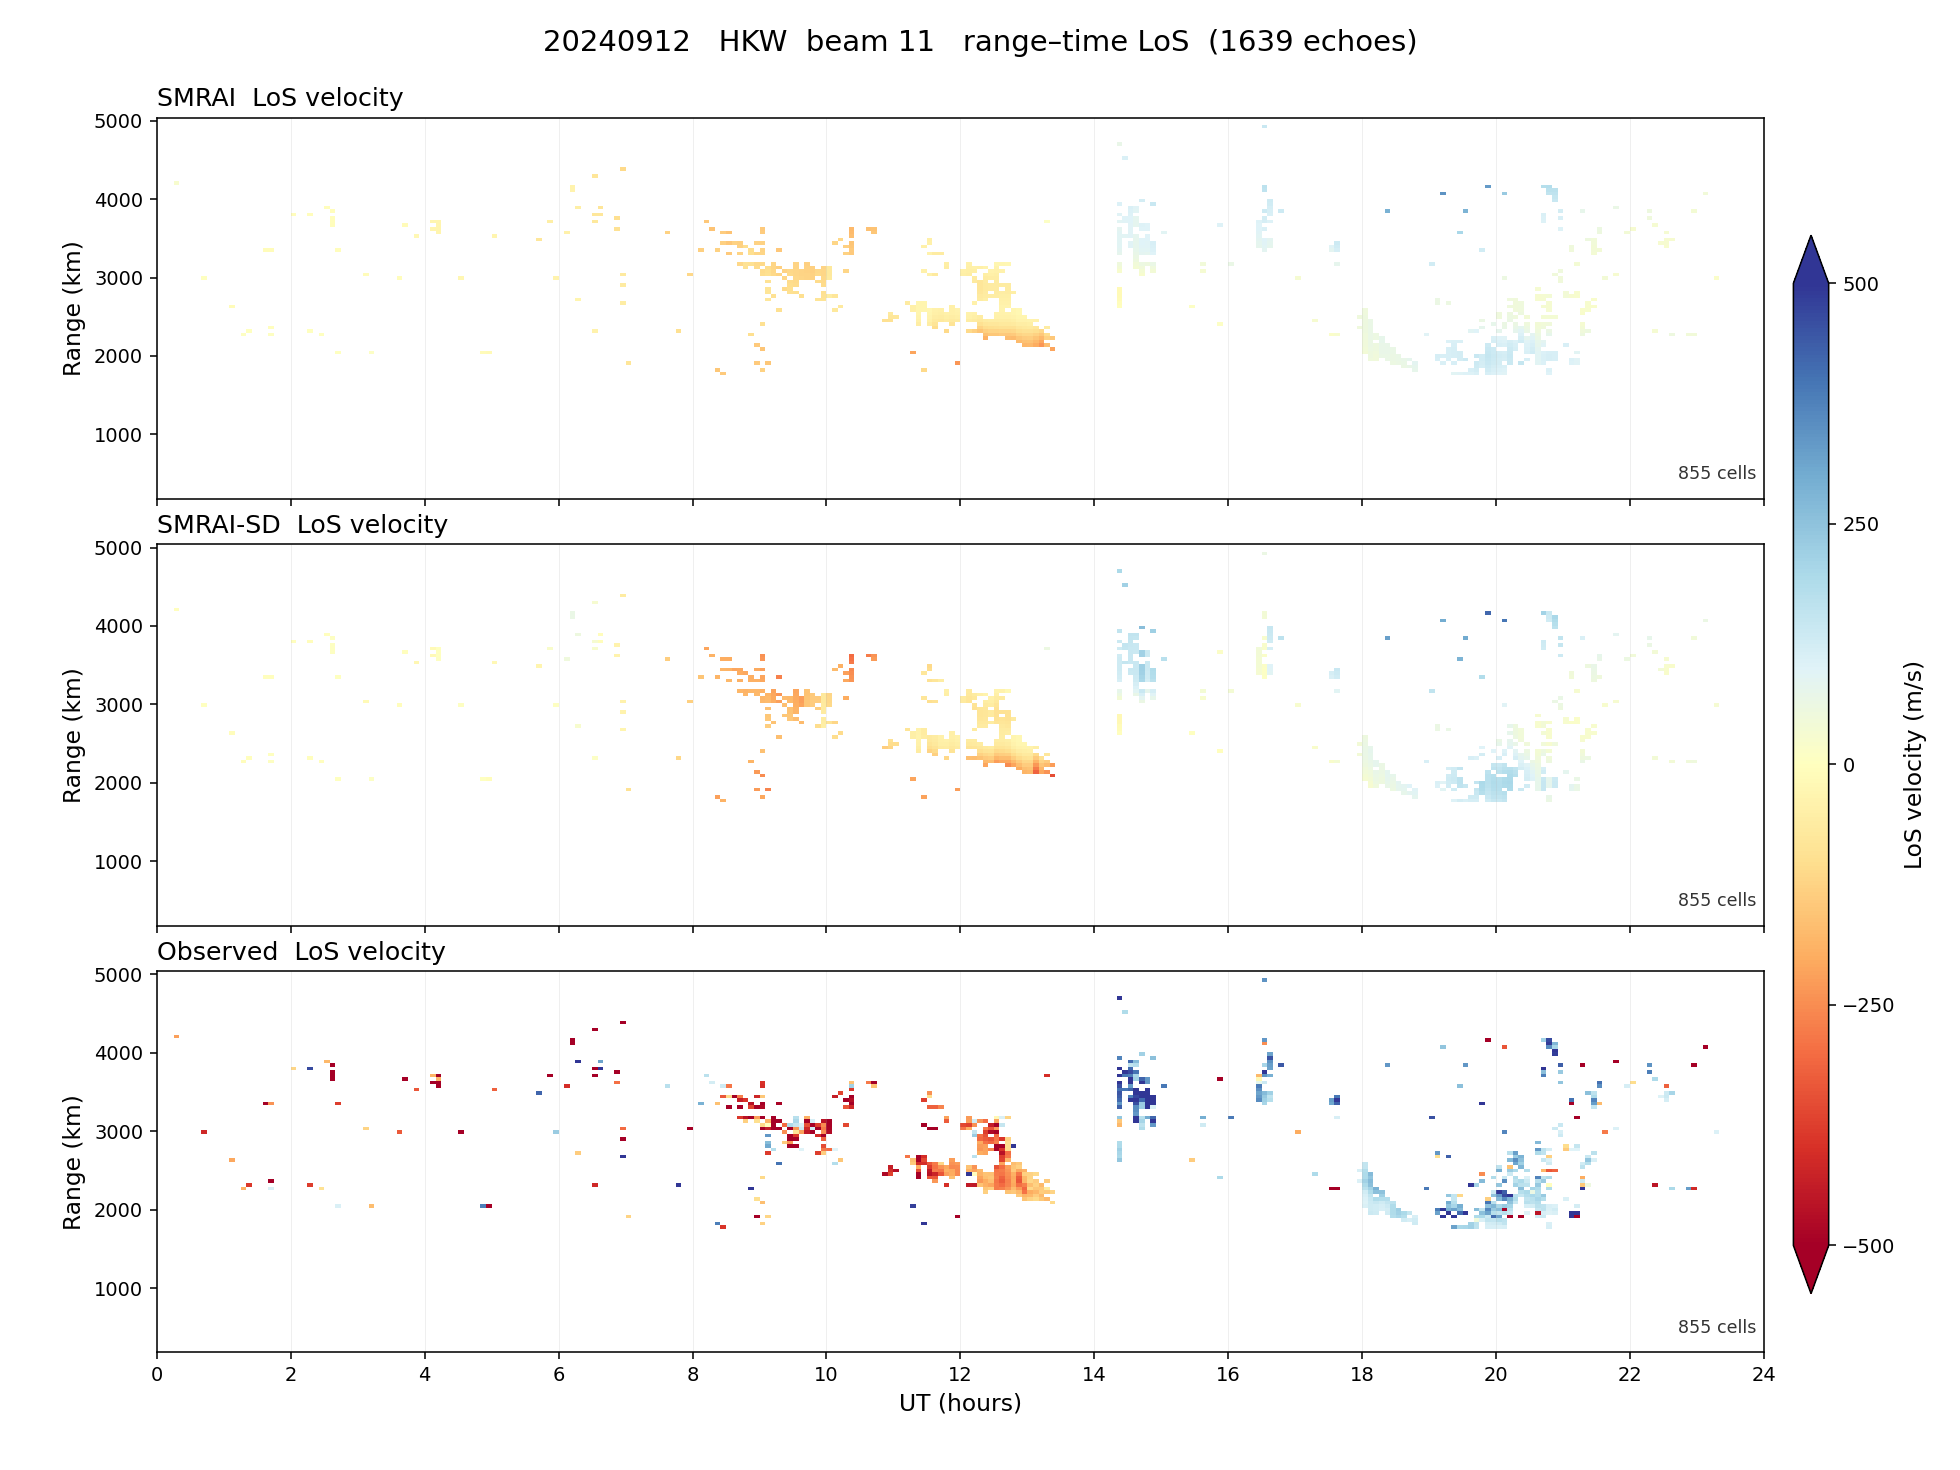 20240912   HKW  beam 11   range–time LoS  (1639 echoes)
SMRAI  LoS velocity
5000
4000
3000
2000
1000
Range (km)
855 cells
SMRAI-SD  LoS velocity
5000
4000
3000
2000
1000
Range (km)
855 cells
Observed  LoS velocity
5000
4000
3000
2000
1000
Range (km)
855 cells
0 2 4 6 8 10 12 14 16 18 20 22 24
UT (hours)
500
250
0
−250
−500
LoS velocity (m/s)